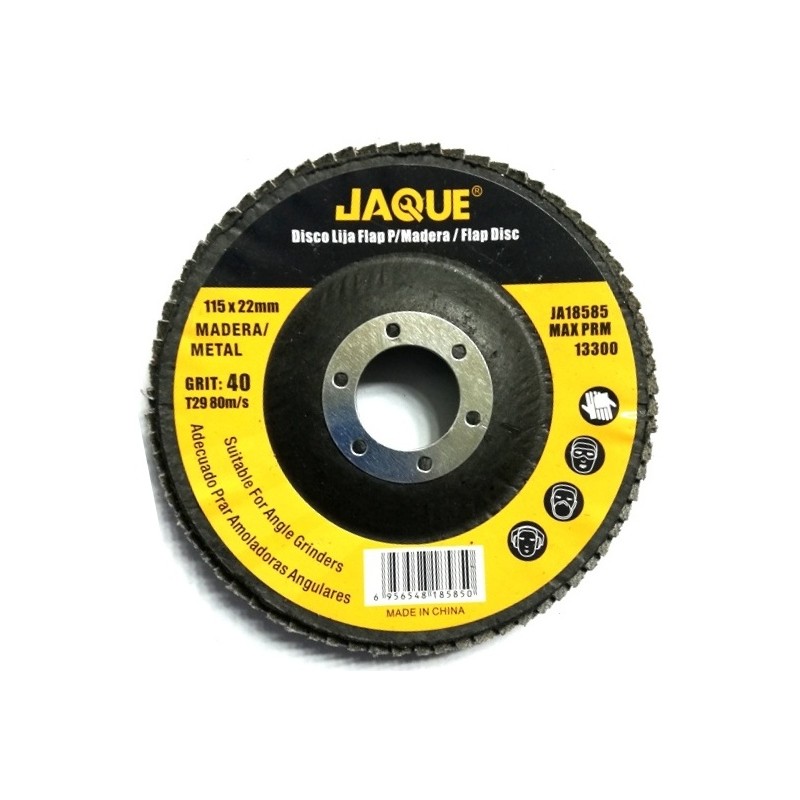 JAQUE®
Disco Lija Flap P/Madera / Flap Disc
115 x 22mm
MADERA/
METAL
GRIT: 40
T29 80m/s
JA18585
MAX PRM
13300
Suitable For Angle Grinders
Adecuado Prar Amoladoras Angulares
6 956548 185850
MADE IN CHINA